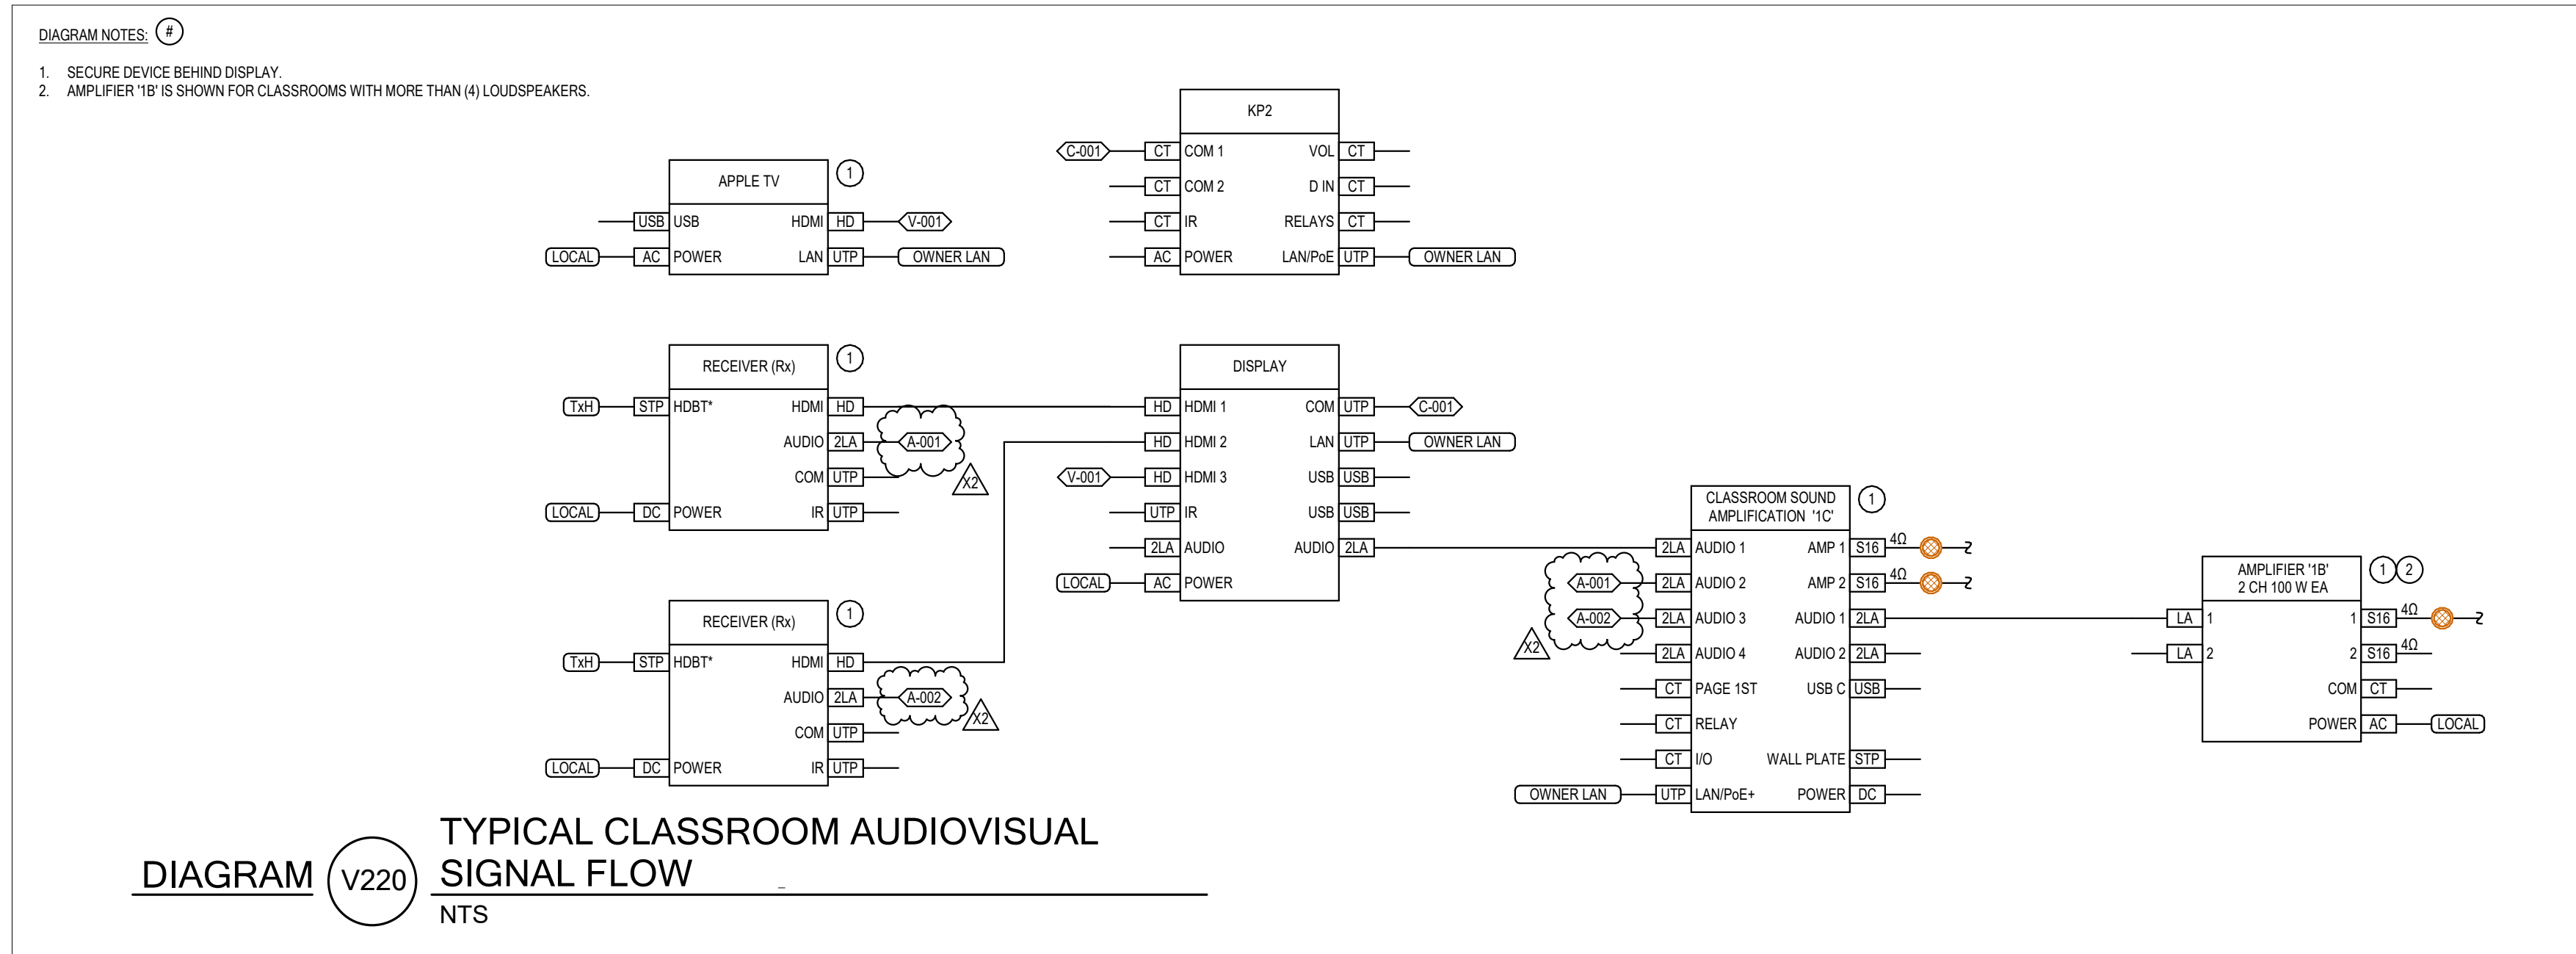 DIAGRAM NOTES: #
1. SECURE DEVICE BEHIND DISPLAY.
2. AMPLIFIER '1B' IS SHOWN FOR CLASSROOMS WITH MORE THAN (4) LOUDSPEAKERS.
APPLE TV 1
USB USB HDMI HD V-001
LOCAL AC POWER LAN UTP OWNER LAN
KP2
C-001 CT COM 1 VOL CT
CT COM 2 D IN CT
CT IR RELAYS CT
AC POWER LAN/PoE UTP OWNER LAN
RECEIVER (Rx) 1
TxH STP HDBT* HDMI HD
AUDIO 2LA A-001
COM UTP X2
LOCAL DC POWER IR UTP
DISPLAY
HD HDMI 1 COM UTP C-001
HD HDMI 2 LAN UTP OWNER LAN
V-001 HD HDMI 3 USB USB
UTP IR USB USB
2LA AUDIO AUDIO 2LA
LOCAL AC POWER
RECEIVER (Rx) 1
TxH STP HDBT* HDMI HD
AUDIO 2LA A-002
X2
COM UTP
LOCAL DC POWER IR UTP
CLASSROOM SOUND 1
AMPLIFICATION '1C'
2LA AUDIO 1 AMP 1 S16 4Ω
A-001 2LA AUDIO 2 AMP 2 S16 4Ω
A-002 2LA AUDIO 3 AUDIO 1 2LA
X2 2LA AUDIO 4 AUDIO 2 2LA
CT PAGE 1ST USB C USB
CT RELAY
CT I/O WALL PLATE STP
OWNER LAN UTP LAN/PoE+ POWER DC
AMPLIFIER '1B' 1 2
2 CH 100 W EA
LA 1 1 S16 4Ω
LA 2 2 S16 4Ω
COM CT
POWER AC LOCAL
DIAGRAM V220
TYPICAL CLASSROOM AUDIOVISUAL
SIGNAL FLOW
NTS